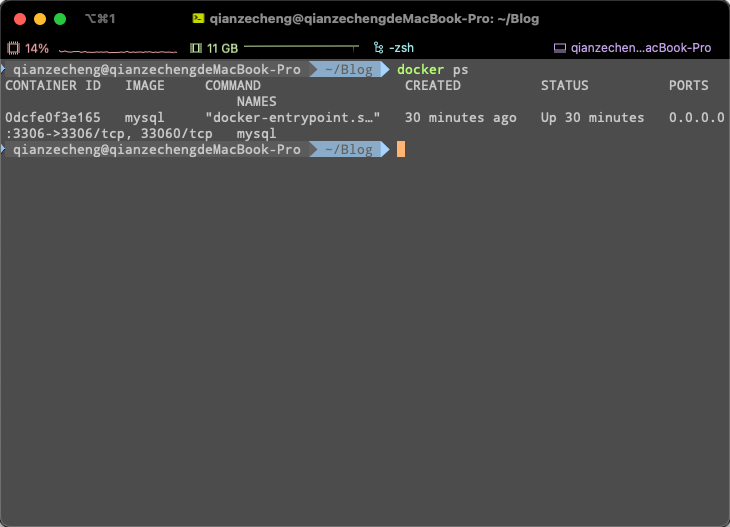 ⌥⌘1 qianzecheng@qianzechengdeMacBook-Pro: ~/Blog
14% 11 GB -zsh qianzechen...acBook-Pro
qianzecheng@qianzechengdeMacBook-Pro ~/Blog docker ps
CONTAINER ID IMAGE COMMAND CREATED STATUS PORTS
NAMES
0dcfe0f3e165 mysql "docker-entrypoint.s…" 30 minutes ago Up 30 minutes 0.0.0.0
:3306->3306/tcp, 33060/tcp mysql
qianzecheng@qianzechengdeMacBook-Pro ~/Blog